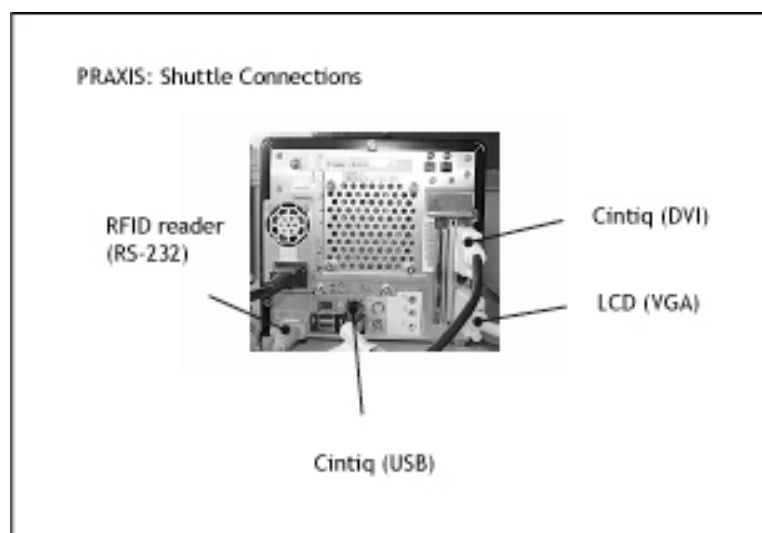 PRAXIS: Shuttle Connections
RFID reader
(RS-232)
Cintiq (DVI)
LCD (VGA)
Cintiq (USB)